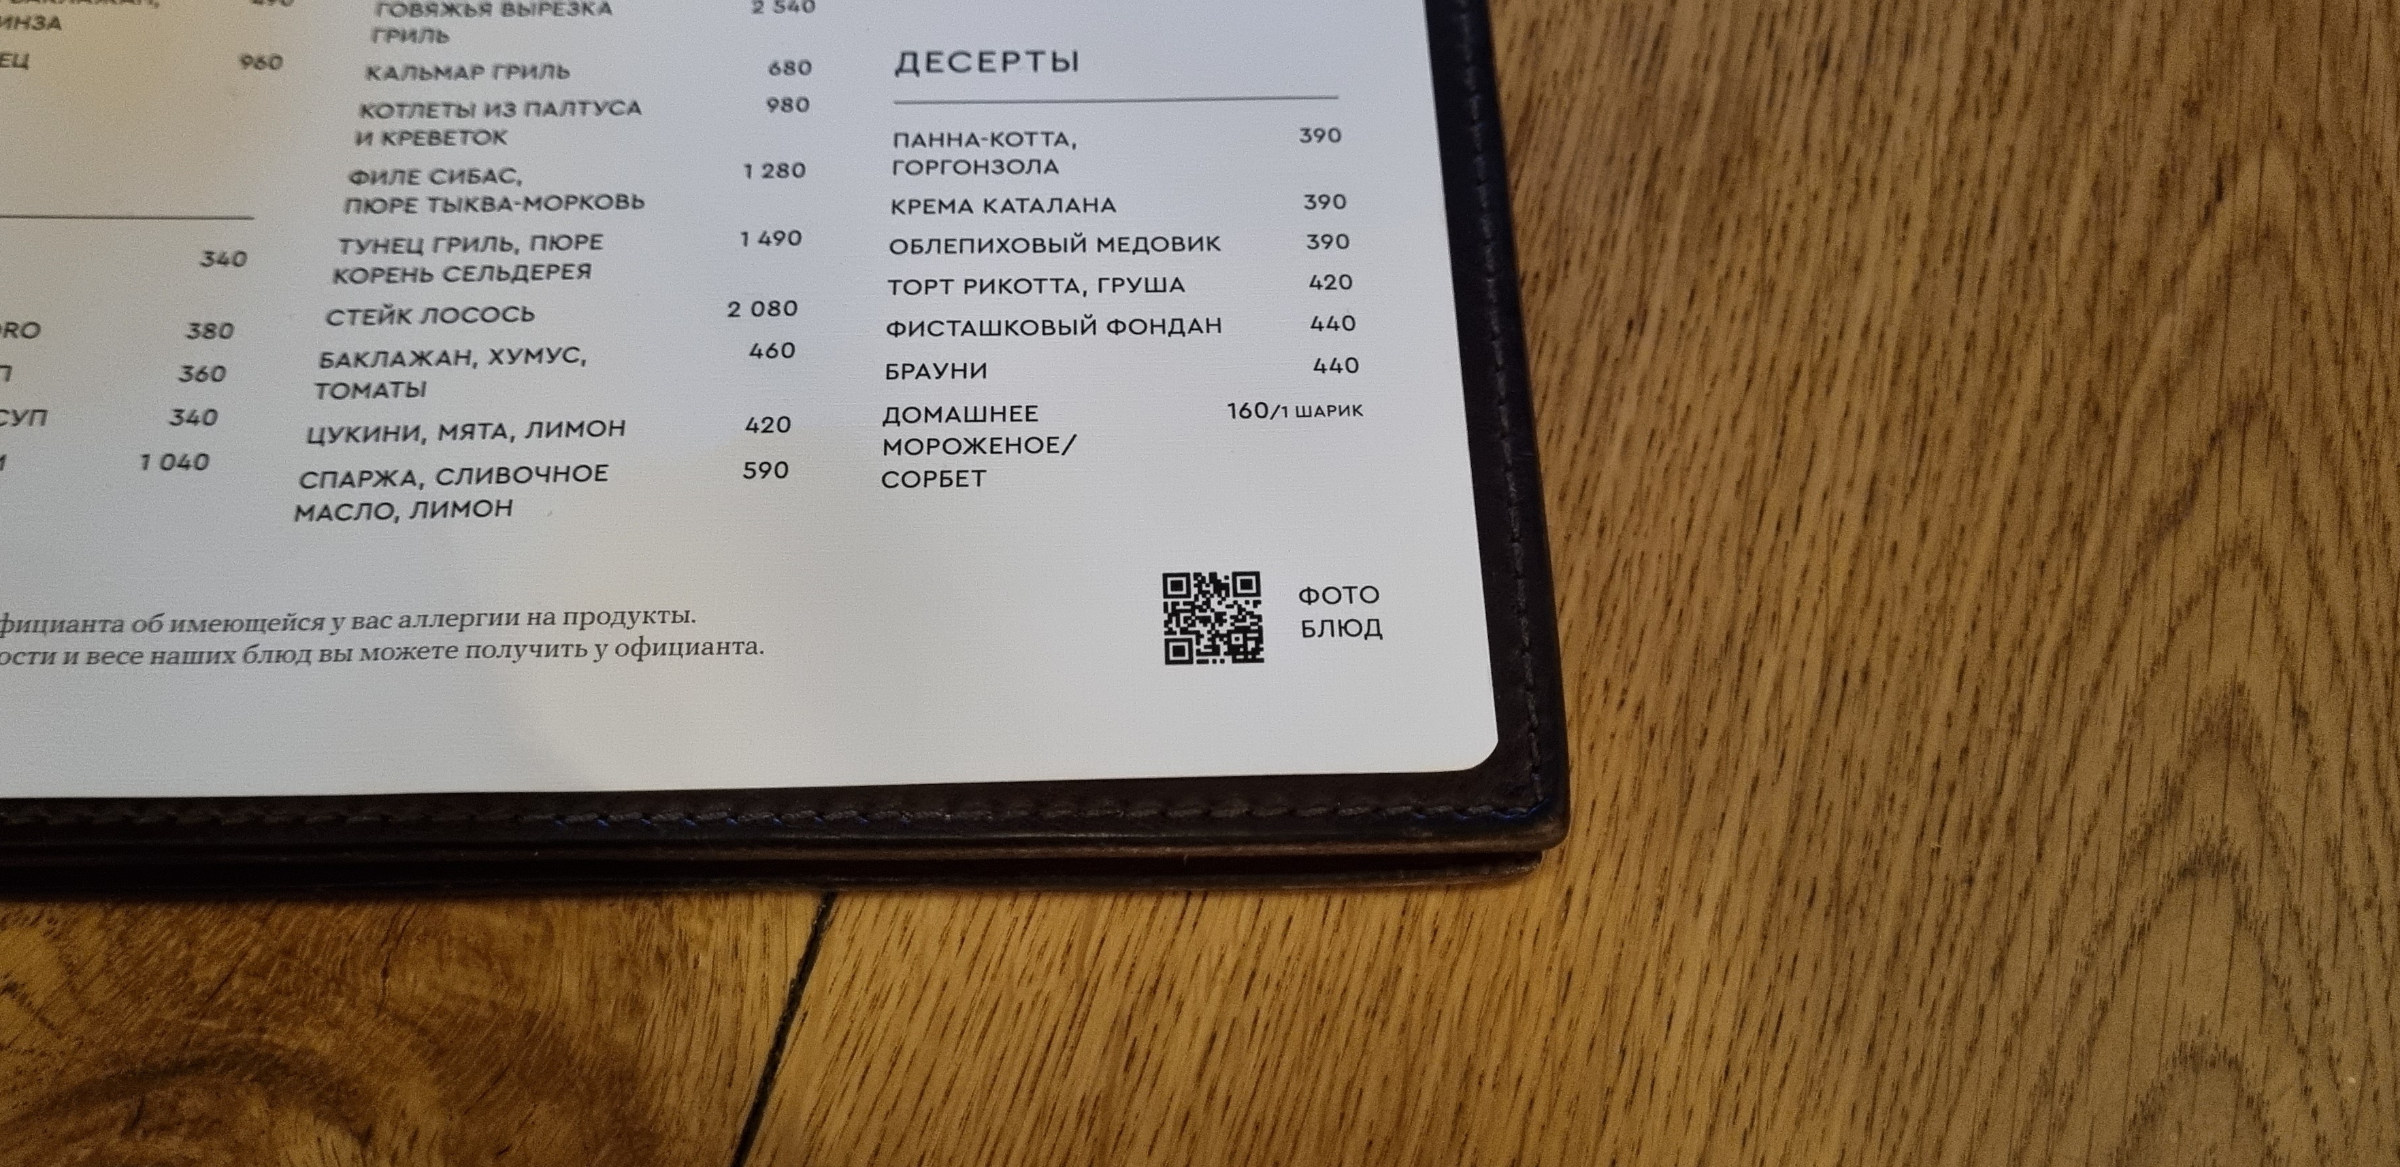 ИНЗА
ЕЦ 960
340
ORO 380
П 360
СУП 340
И 1 040
ГОВЯЖЬЯ ВЫРЕЗКА 2 540
ГРИЛЬ
КАЛЬМАР ГРИЛЬ 680
КОТЛЕТЫ ИЗ ПАЛТУСА 980
И КРЕВЕТОК
ФИЛЕ СИБАС, 1 280
ПЮРЕ ТЫКВА-МОРКОВЬ
ТУНЕЦ ГРИЛЬ, ПЮРЕ 1 490
КОРЕНЬ СЕЛЬДЕРЕЯ
СТЕЙК ЛОСОСЬ 2 080
БАКЛАЖАН, ХУМУС, 460
ТОМАТЫ
ЦУКИНИ, МЯТА, ЛИМОН 420
СПАРЖА, СЛИВОЧНОЕ 590
МАСЛО, ЛИМОН
ДЕСЕРТЫ
ПАННА-КОТТА, 390
ГОРГОНЗОЛА
КРЕМА КАТАЛАНА 390
ОБЛЕПИХОВЫЙ МЕДОВИК 390
ТОРТ РИКОТТА, ГРУША 420
ФИСТАШКОВЫЙ ФОНДАН 440
БРАУНИ 440
ДОМАШНЕЕ 160/1 ШАРИК
МОРОЖЕНОЕ/
СОРБЕТ
фицианта об имеющейся у вас аллергии на продукты.
ости и весе наших блюд вы можете получить у официанта.
ФОТО
БЛЮД